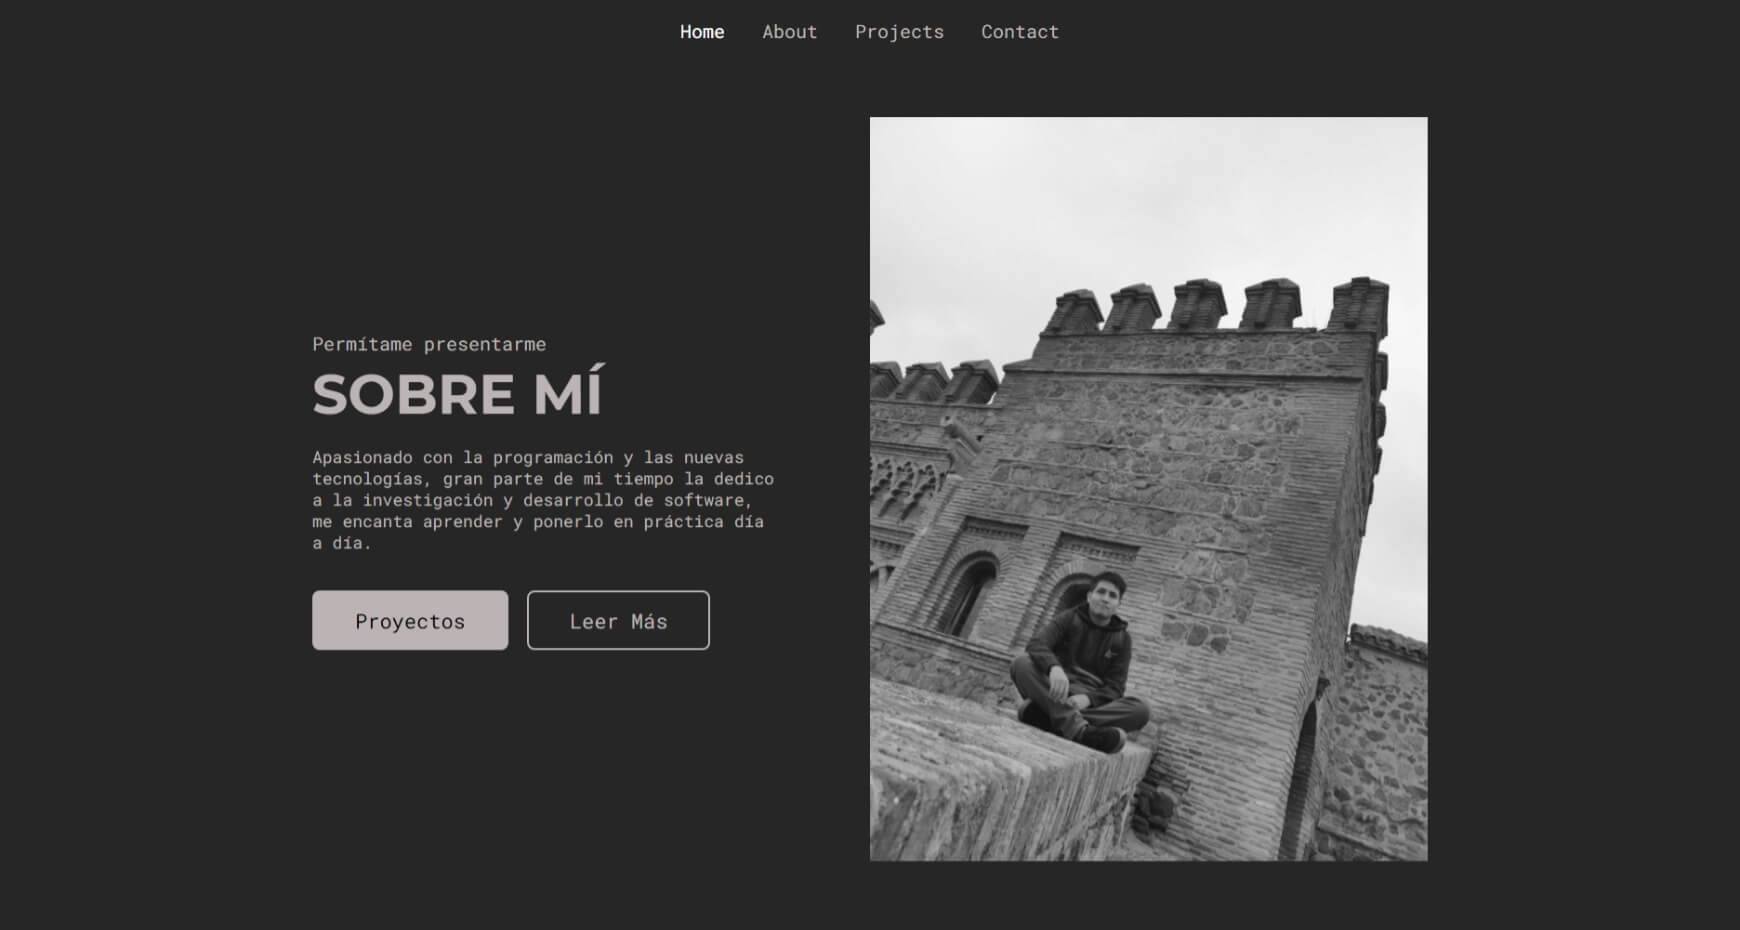 Home About Projects Contact
Permítame presentarme
SOBRE MÍ
Apasionado con la programación y las nuevas
tecnologías, gran parte de mi tiempo la dedico
a la investigación y desarrollo de software,
me encanta aprender y ponerlo en práctica día
a día.
Proyectos Leer Más